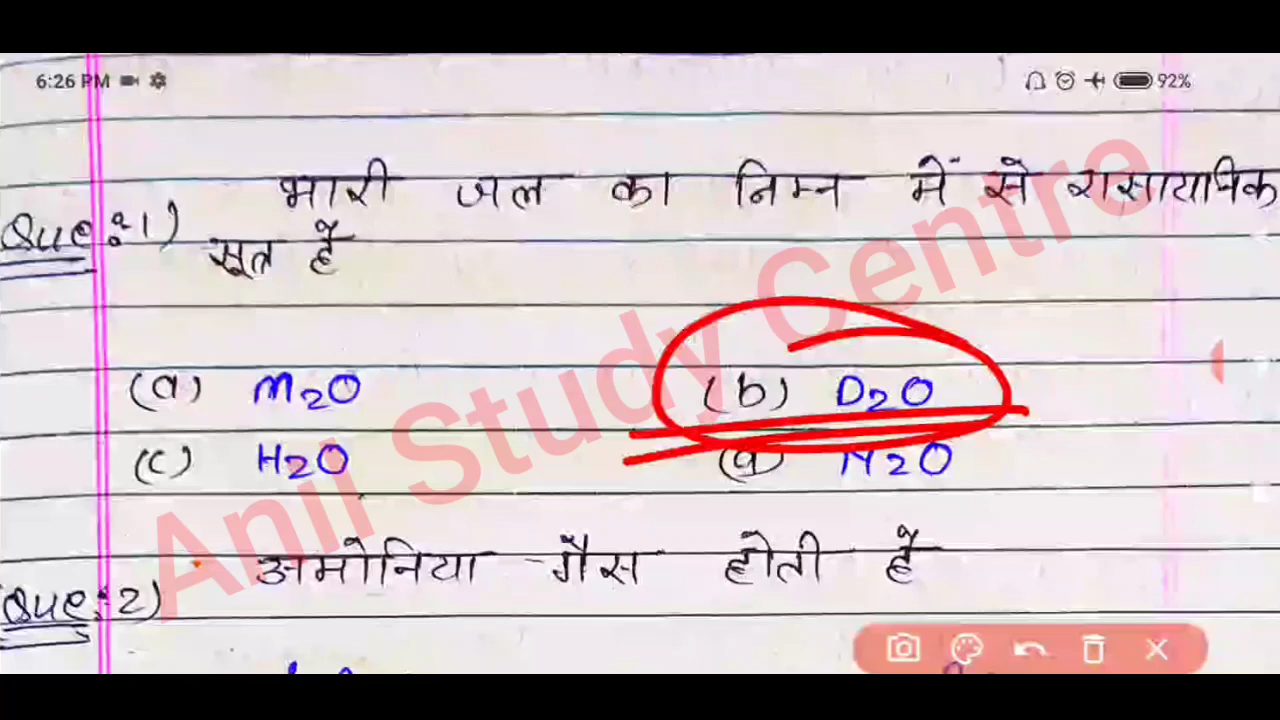 6:26 PM 92%
भारी जल का निम्न में से रासायनिक
Que:1) सूत्र है
(a) M2O (b) D2O
(c) H2O (d) N2O
Anil Study Centre
Que:2) अमोनिया गैस होती है